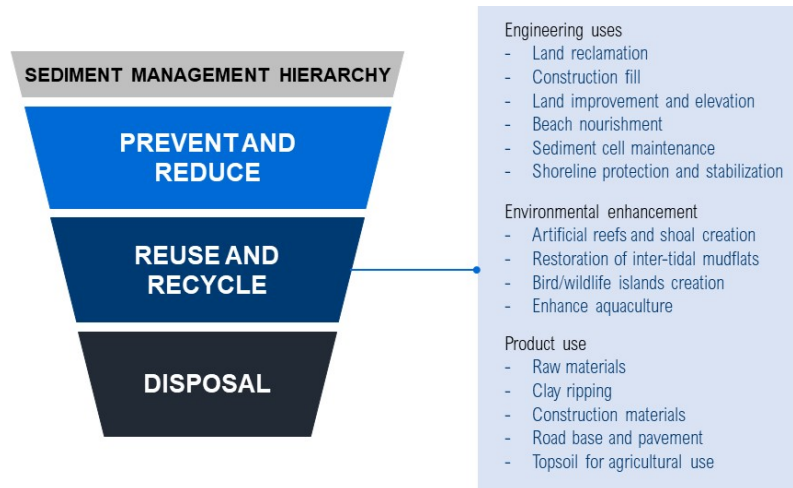 SEDIMENT MANAGEMENT HIERARCHY
PREVENT AND
REDUCE
REUSE AND
RECYCLE
DISPOSAL
Engineering uses
- Land reclamation
- Construction fill
- Land improvement and elevation
- Beach nourishment
- Sediment cell maintenance
- Shoreline protection and stabilization
Environmental enhancement
- Artificial reefs and shoal creation
- Restoration of inter-tidal mudflats
- Bird/wildlife islands creation
- Enhance aquaculture
Product use
- Raw materials
- Clay ripping
- Construction materials
- Road base and pavement
- Topsoil for agricultural use